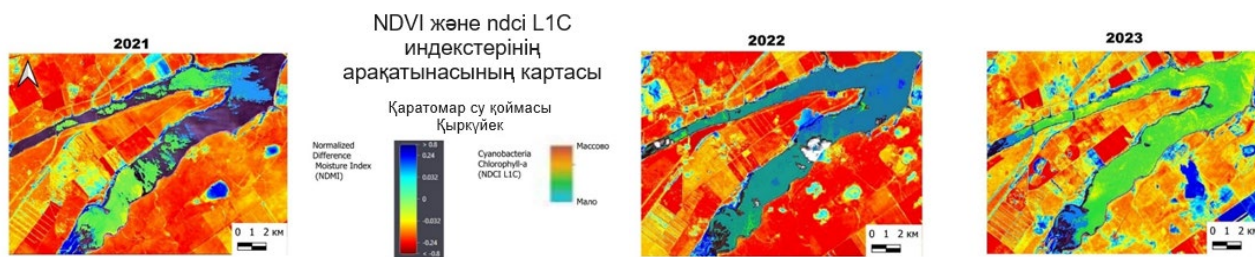 2021
0 1 2 км
NDVI және ndci L1C
индекстерінің
арақатынасының картасы
Қаратомар су қоймасы
Қыркүйек
Normalized
Difference
Moisture Index
(NDMI)
> 0.8
0.24
0.032
0
-0.032
-0.24
< -0.8
Cyanobacteria
Chlorophyll-a
(NDCI L1C)
Массово
Мало
2022
0 1 2 км
2023
0 1 2 км